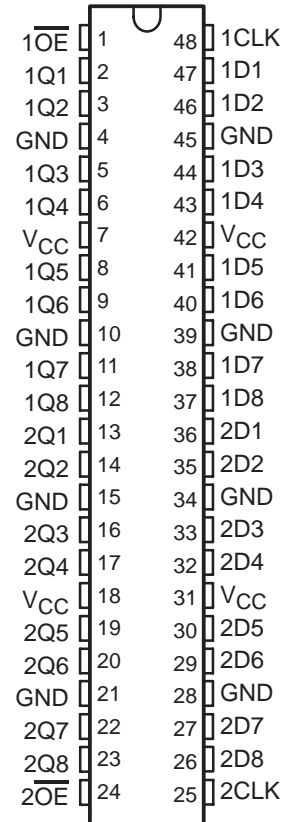 1O̅E̅ 1 48 1CLK
1Q1 2 47 1D1
1Q2 3 46 1D2
GND 4 45 GND
1Q3 5 44 1D3
1Q4 6 43 1D4
VCC 7 42 VCC
1Q5 8 41 1D5
1Q6 9 40 1D6
GND 10 39 GND
1Q7 11 38 1D7
1Q8 12 37 1D8
2Q1 13 36 2D1
2Q2 14 35 2D2
GND 15 34 GND
2Q3 16 33 2D3
2Q4 17 32 2D4
VCC 18 31 VCC
2Q5 19 30 2D5
2Q6 20 29 2D6
GND 21 28 GND
2Q7 22 27 2D7
2Q8 23 26 2D8
2O̅E̅ 24 25 2CLK